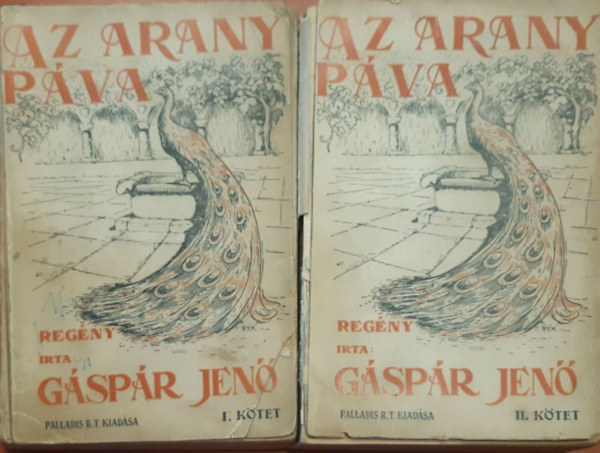 AZ ARANY
PÁVA
REGÉNY
IRTA
GÁSPÁR JENŐ
PALLADIS R.T. KIADÁSA
I. KÖTET
AZ ARANY
PÁVA
REGÉNY
IRTA:
GÁSPÁR JENŐ
PALLADIS R.T. KIADÁSA
II. KÖTET